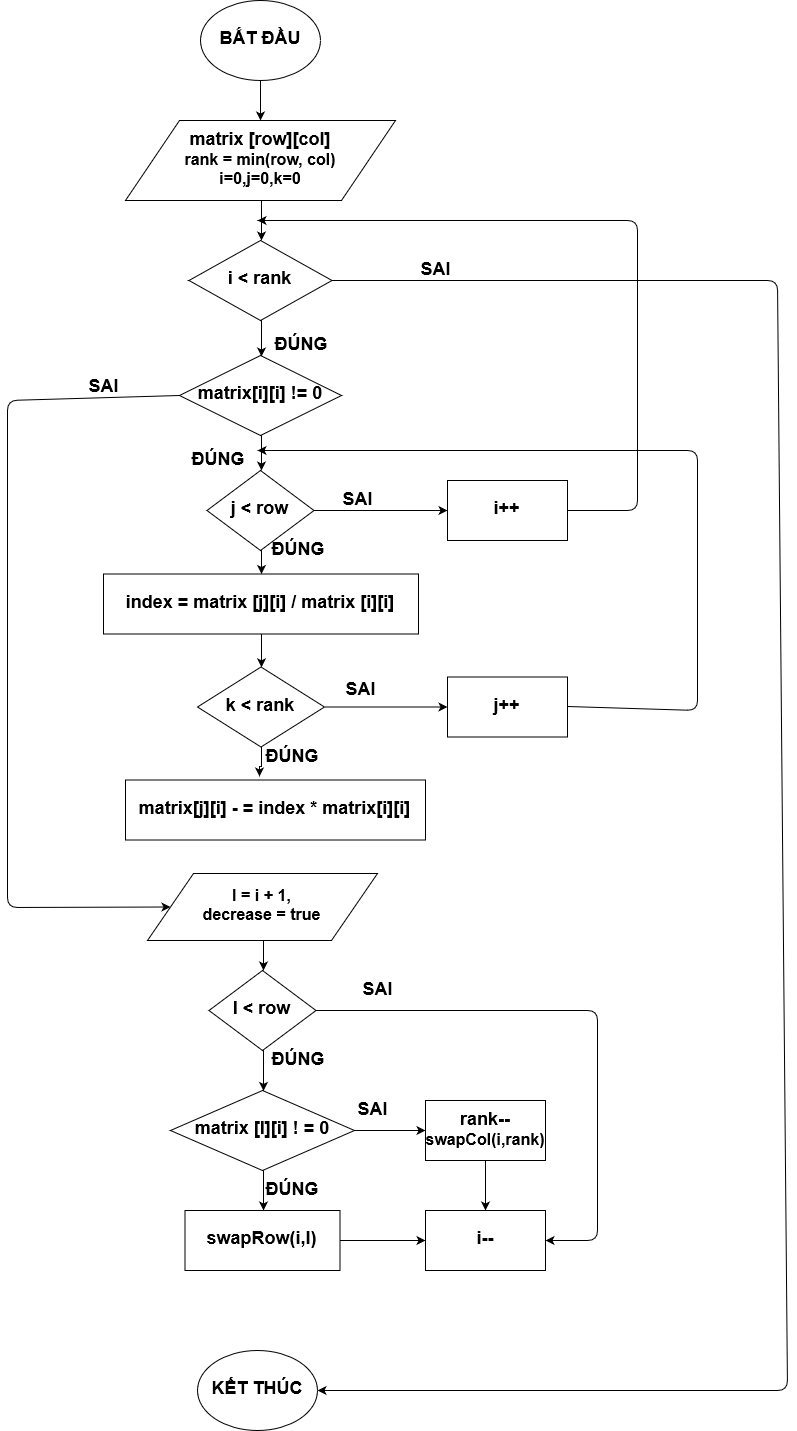 BẮT ĐẦU
matrix [row][col]
rank = min(row, col)
i=0,j=0,k=0
i < rank
SAI
ĐÚNG
matrix[i][i] != 0
SAI
ĐÚNG
j < row
SAI
i++
ĐÚNG
index = matrix [j][i] / matrix [i][i]
k < rank
SAI
j++
ĐÚNG
matrix[j][i] - = index * matrix[i][i]
l = i + 1,
decrease = true
l < row
SAI
ĐÚNG
matrix [l][i] ! = 0
SAI
rank--
swapCol(i,rank)
ĐÚNG
swapRow(i,l)
i--
KẾT THÚC